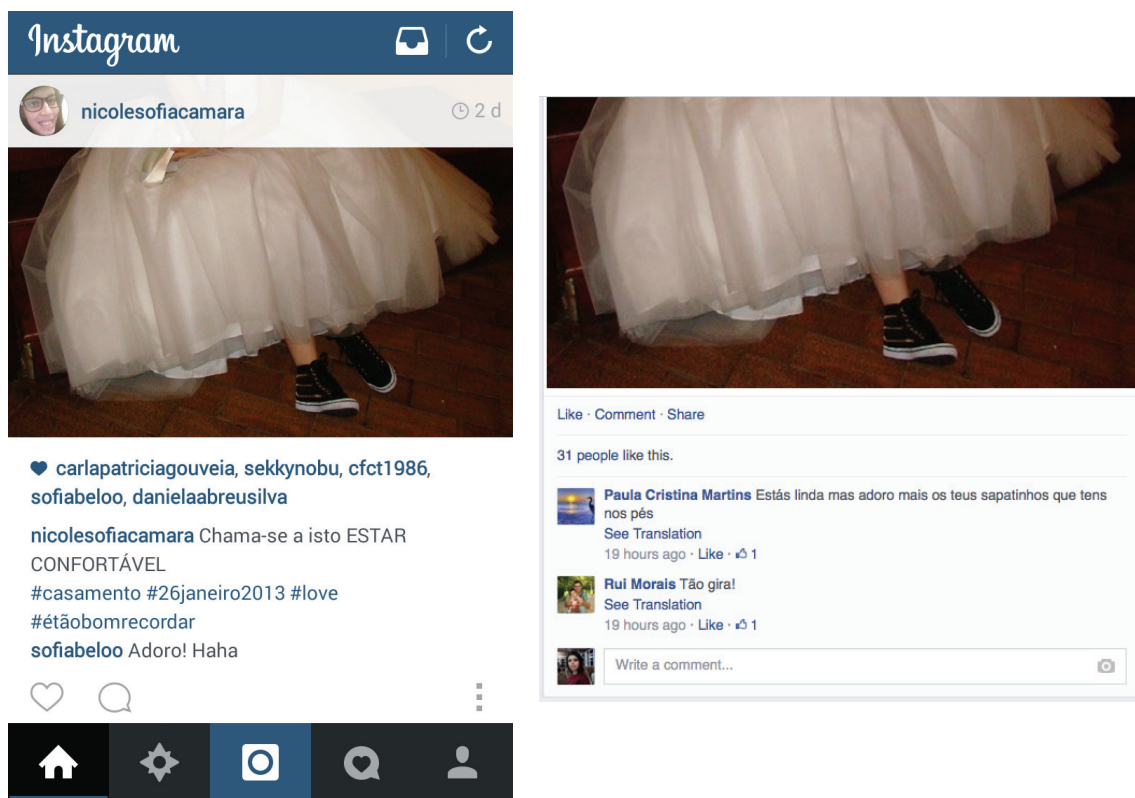 Instagram
nicolesofiacamara
2 d
carlapatriciagouveia, sekkynobu, cfct1986,
sofiabeloo, danielaabreusilva
nicolesofiacamara Chama-se a isto ESTAR
CONFORTÁVEL
#casamento #26janeiro2013 #love
#étãobomrecordar
sofiabeloo Adoro! Haha
Like · Comment · Share
31 people like this.
Paula Cristina Martins Estás linda mas adoro mais os teus sapatinhos que tens
nos pés
See Translation
19 hours ago · Like · 1
Rui Morais Tão gira!
See Translation
19 hours ago · Like · 1
Write a comment...